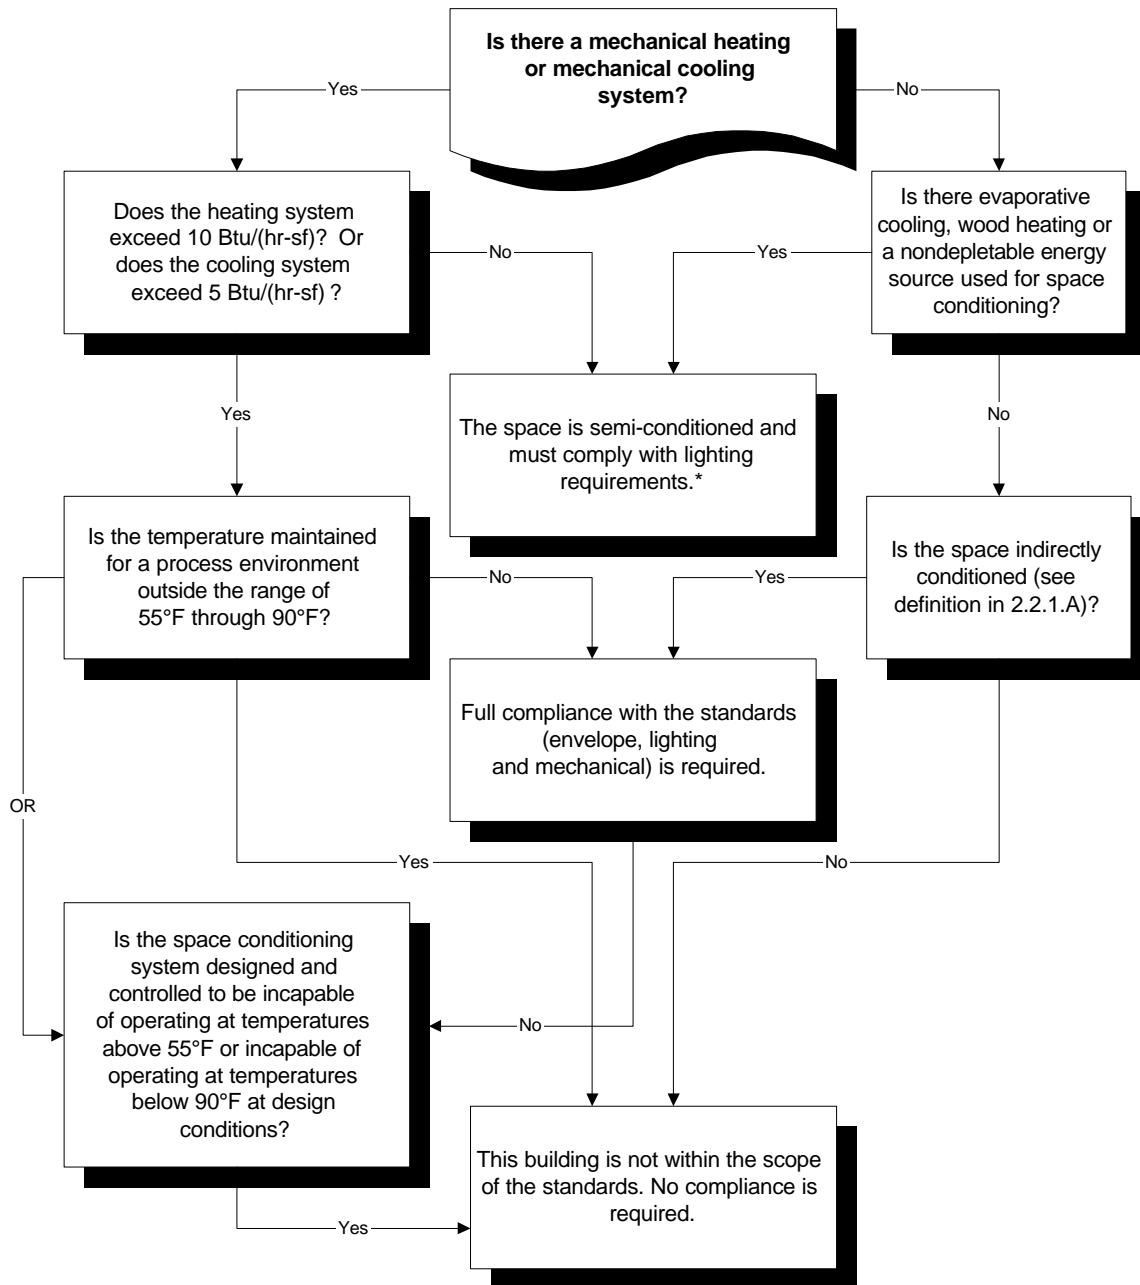 Is there a mechanical heating
or mechanical cooling
system?
Yes
No
Does the heating system
exceed 10 Btu/(hr-sf)? Or
does the cooling system
exceed 5 Btu/(hr-sf) ?
Is there evaporative
cooling, wood heating or
a nondepletable energy
source used for space
conditioning?
No
Yes
The space is semi-conditioned and
must comply with lighting
requirements.*
Yes
No
Is the temperature maintained
for a process environment
outside the range of
55°F through 90°F?
Is the space indirectly
conditioned (see
definition in 2.2.1.A)?
No
Yes
Full compliance with the standards
(envelope, lighting
and mechanical) is required.
OR
Yes
No
Is the space conditioning
system designed and
controlled to be incapable
of operating at temperatures
above 55°F or incapable of
operating at temperatures
below 90°F at design
conditions?
No
This building is not within the scope
of the standards. No compliance is
required.
Yes